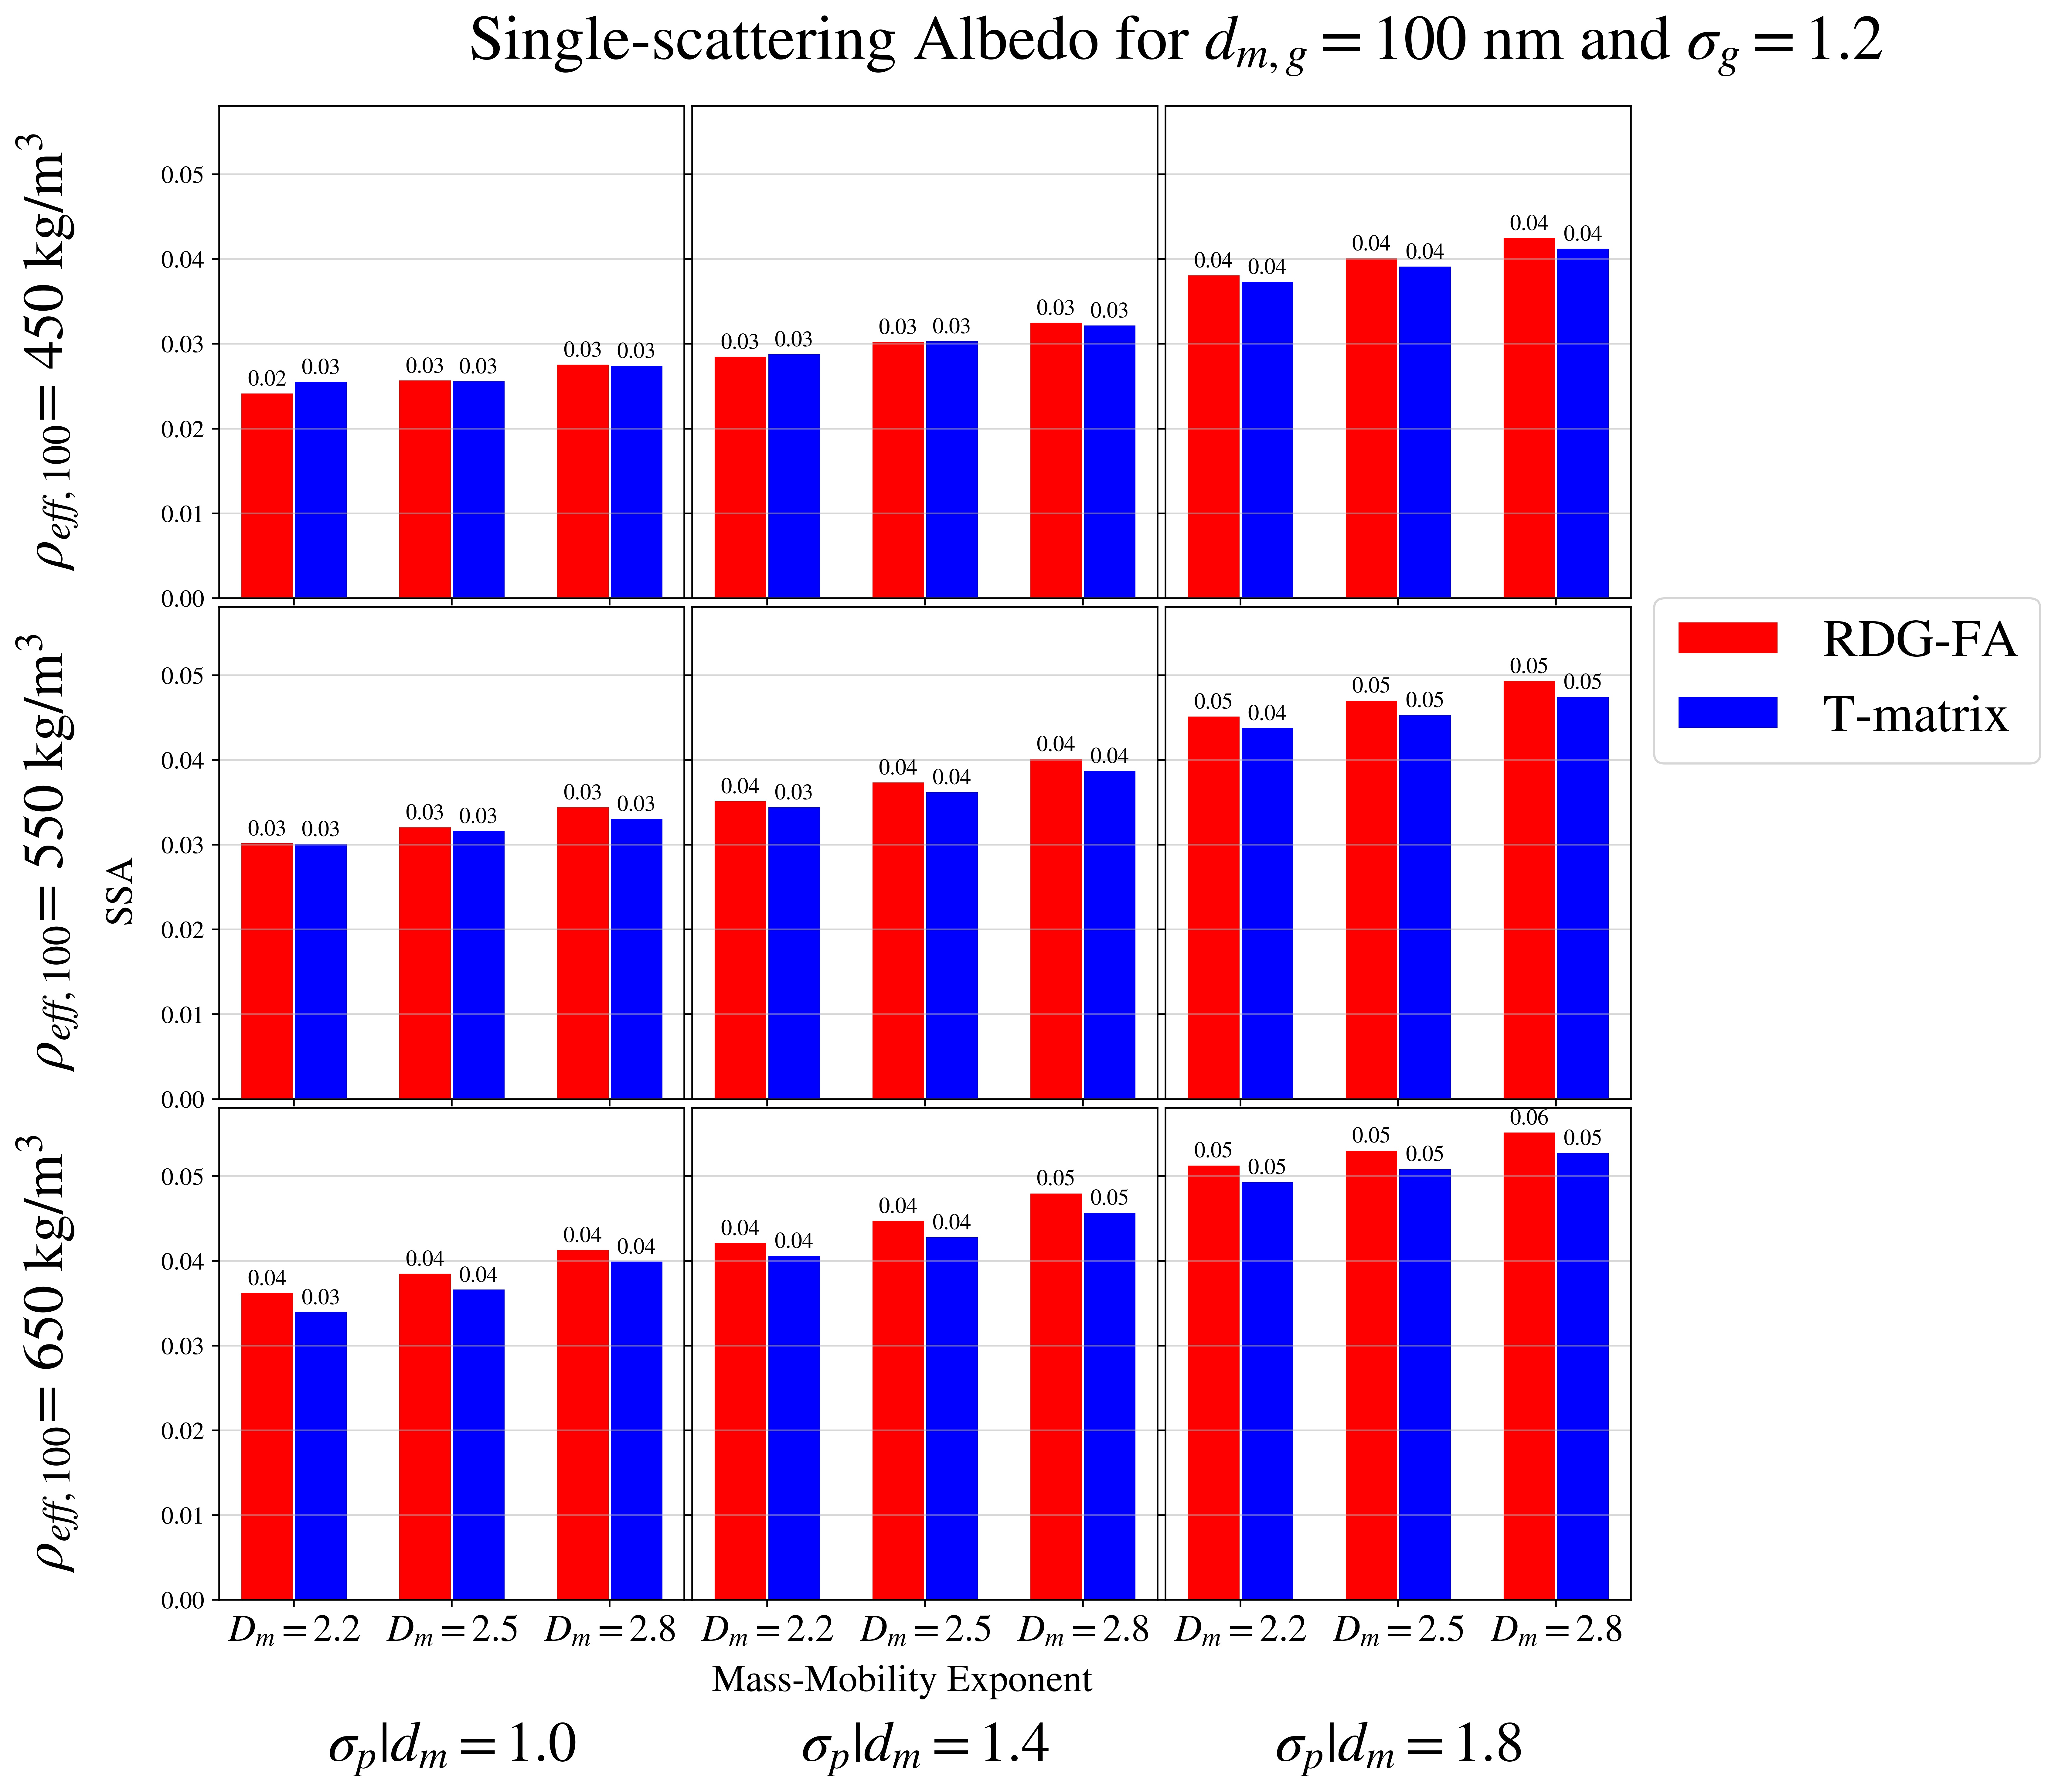 Single-scattering Albedo for d_{m,g} = 100 nm and σ_g = 1.2
ρ_{eff,100} = 450 kg/m³
0.05
0.04
0.03
0.02
0.01
0.00
0.02 0.03 0.03 0.03 0.03 0.03
0.03 0.03 0.03 0.03 0.03 0.03
0.04 0.04 0.04 0.04 0.04 0.04
RDG-FA
T-matrix
ρ_{eff,100} = 550 kg/m³
SSA
0.05
0.04
0.03
0.02
0.01
0.00
0.03 0.03 0.03 0.03 0.03 0.03
0.04 0.03 0.04 0.04 0.04 0.04
0.05 0.04 0.05 0.05 0.05 0.05
ρ_{eff,100} = 650 kg/m³
0.05
0.04
0.03
0.02
0.01
0.00
0.04 0.03 0.04 0.04 0.04 0.04
0.04 0.04 0.04 0.04 0.05 0.05
0.05 0.05 0.05 0.05 0.06 0.05
D_m = 2.2 D_m = 2.5 D_m = 2.8 D_m = 2.2 D_m = 2.5 D_m = 2.8 D_m = 2.2 D_m = 2.5 D_m = 2.8
Mass-Mobility Exponent
σ_p|d_m = 1.0 σ_p|d_m = 1.4 σ_p|d_m = 1.8